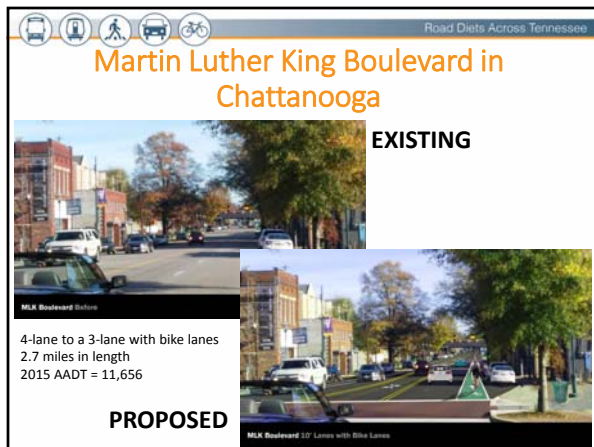 Road Diets Across Tennessee
Martin Luther King Boulevard in
Chattanooga
EXISTING
MLK Boulevard Before
4-lane to a 3-lane with bike lanes
2.7 miles in length
2015 AADT = 11,656
PROPOSED
MLK Boulevard 10' Lanes with Bike Lanes